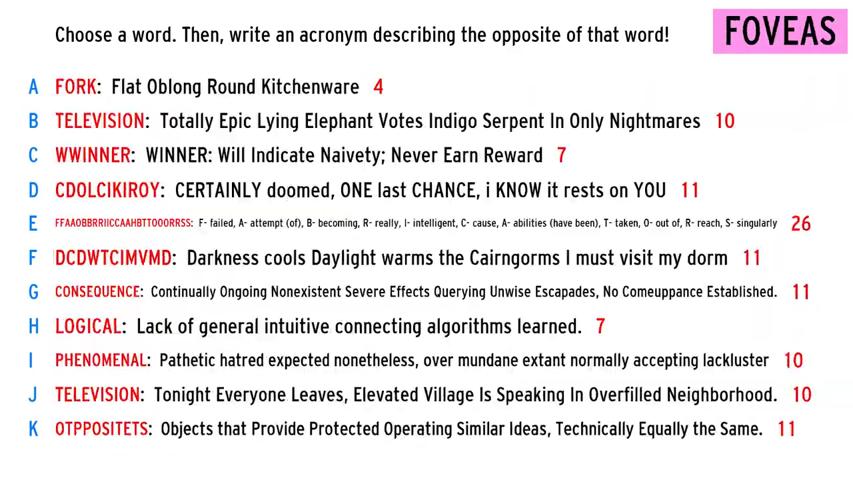 Choose a word. Then, write an acronym describing the opposite of that word!
FOVEAS
A FORK: Flat Oblong Round Kitchenware 4
B TELEVISION: Totally Epic Lying Elephant Votes Indigo Serpent In Only Nightmares 10
C WWINNER: WINNER: Will Indicate Naivety; Never Earn Reward 7
D CDOLCIKIROY: CERTAINLY doomed, ONE last CHANCE, i KNOW it rests on YOU 11
E FFAAOBBRRIICCAAHBTTOOORRSS: F- failed, A- attempt (of), B- becoming, R- really, I- intelligent, C- cause, A- abilities (have been), T- taken, O- out of, R- reach, S- singularly 26
F DCDWTCIMVMD: Darkness cools Daylight warms the Cairngorms I must visit my dorm 11
G CONSEQUENCE: Continually Ongoing Nonexistent Severe Effects Querying Unwise Escapades, No Comeuppance Established. 11
H LOGICAL: Lack of general intuitive connecting algorithms learned. 7
I PHENOMENAL: Pathetic hatred expected nonetheless, over mundane extant normally accepting lackluster 10
J TELEVISION: Tonight Everyone Leaves, Elevated Village Is Speaking In Overfilled Neighborhood. 10
K OTPPOSITETS: Objects that Provide Protected Operating Similar Ideas, Technically Equally the Same. 11